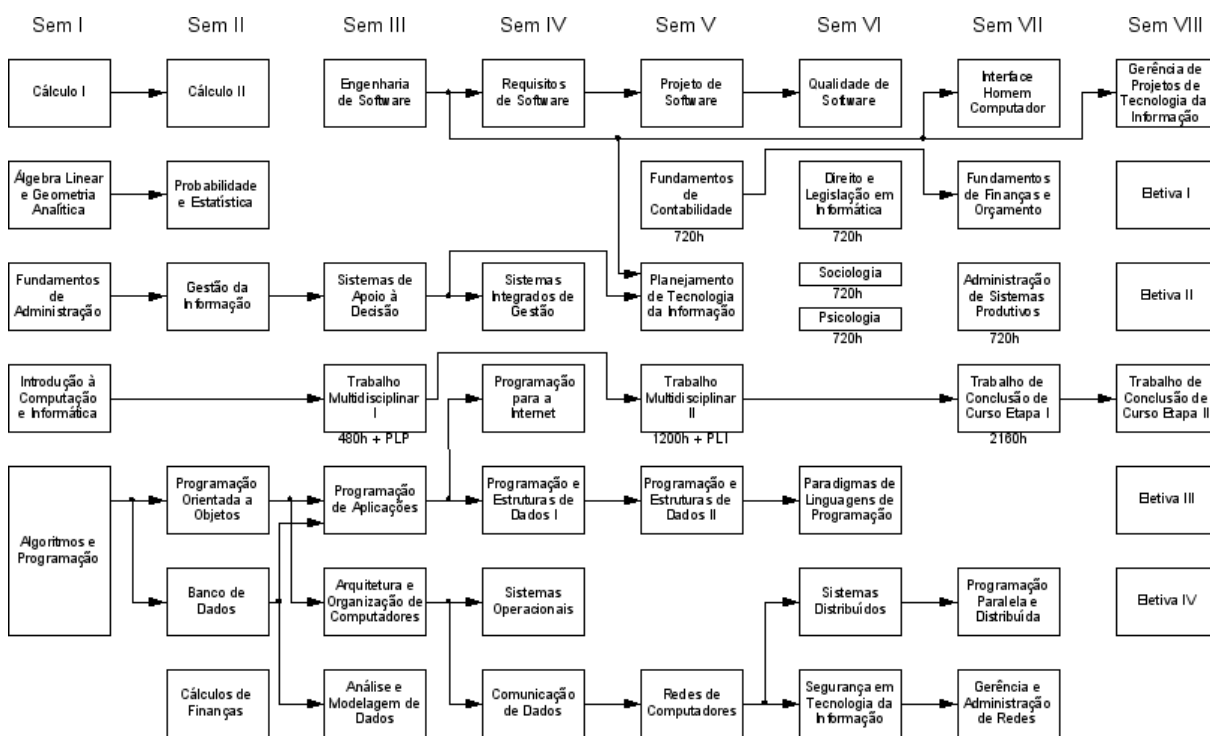 Sem I
Sem II
Sem III
Sem IV
Sem V
Sem VI
Sem VII
Sem VIII
Cálculo I
Cálculo II
Engenharia
de Software
Requisitos
de Software
Projeto de
Software
Qualidade de
Software
Interface
Homem
Computador
Gerência de
Projetos de
Tecnologia da
Informação
Álgebra Linear
e Geometria
Analítica
Probabilidade
e Estatística
Fundamentos
de
Contabilidade
720h
Direito e
Legislação em
Informática
720h
Fundamentos
de Finanças e
Orçamento
Eletiva I
Fundamentos
de
Administração
Gestão da
Informação
Sistemas de
Apoio à
Decisão
Sistemas
Integrados de
Gestão
Planejamento
de Tecnologia
da Informação
Sociologia
720h
Psicologia
720h
Administração
de Sistemas
Produtivos
720h
Eletiva II
Introdução à
Computação
e Informática
Trabalho
Multidisciplinar
I
480h + PLP
Programação
para a
Internet
Trabalho
Multidisciplinar
II
1200h + PLI
Trabalho de
Conclusão de
Curso Etapa I
2160h
Trabalho de
Conclusão de
Curso Etapa II
Algoritmos e
Programação
Programação
Orientada a
Objetos
Programação
de Aplicações
Programação e
Estruturas de
Dados I
Programação e
Estruturas de
Dados II
Paradigmas de
Linguagens de
Programação
Eletiva III
Banco de
Dados
Arquitetura e
Organização de
Computadores
Sistemas
Operacionais
Sistemas
Distribuídos
Programação
Paralela e
Distribuída
Eletiva IV
Cálculos de
Finanças
Análise e
Modelagem de
Dados
Comunicação
de Dados
Redes de
Computadores
Segurança em
Tecnologia da
Informação
Gerência e
Administração
de Redes